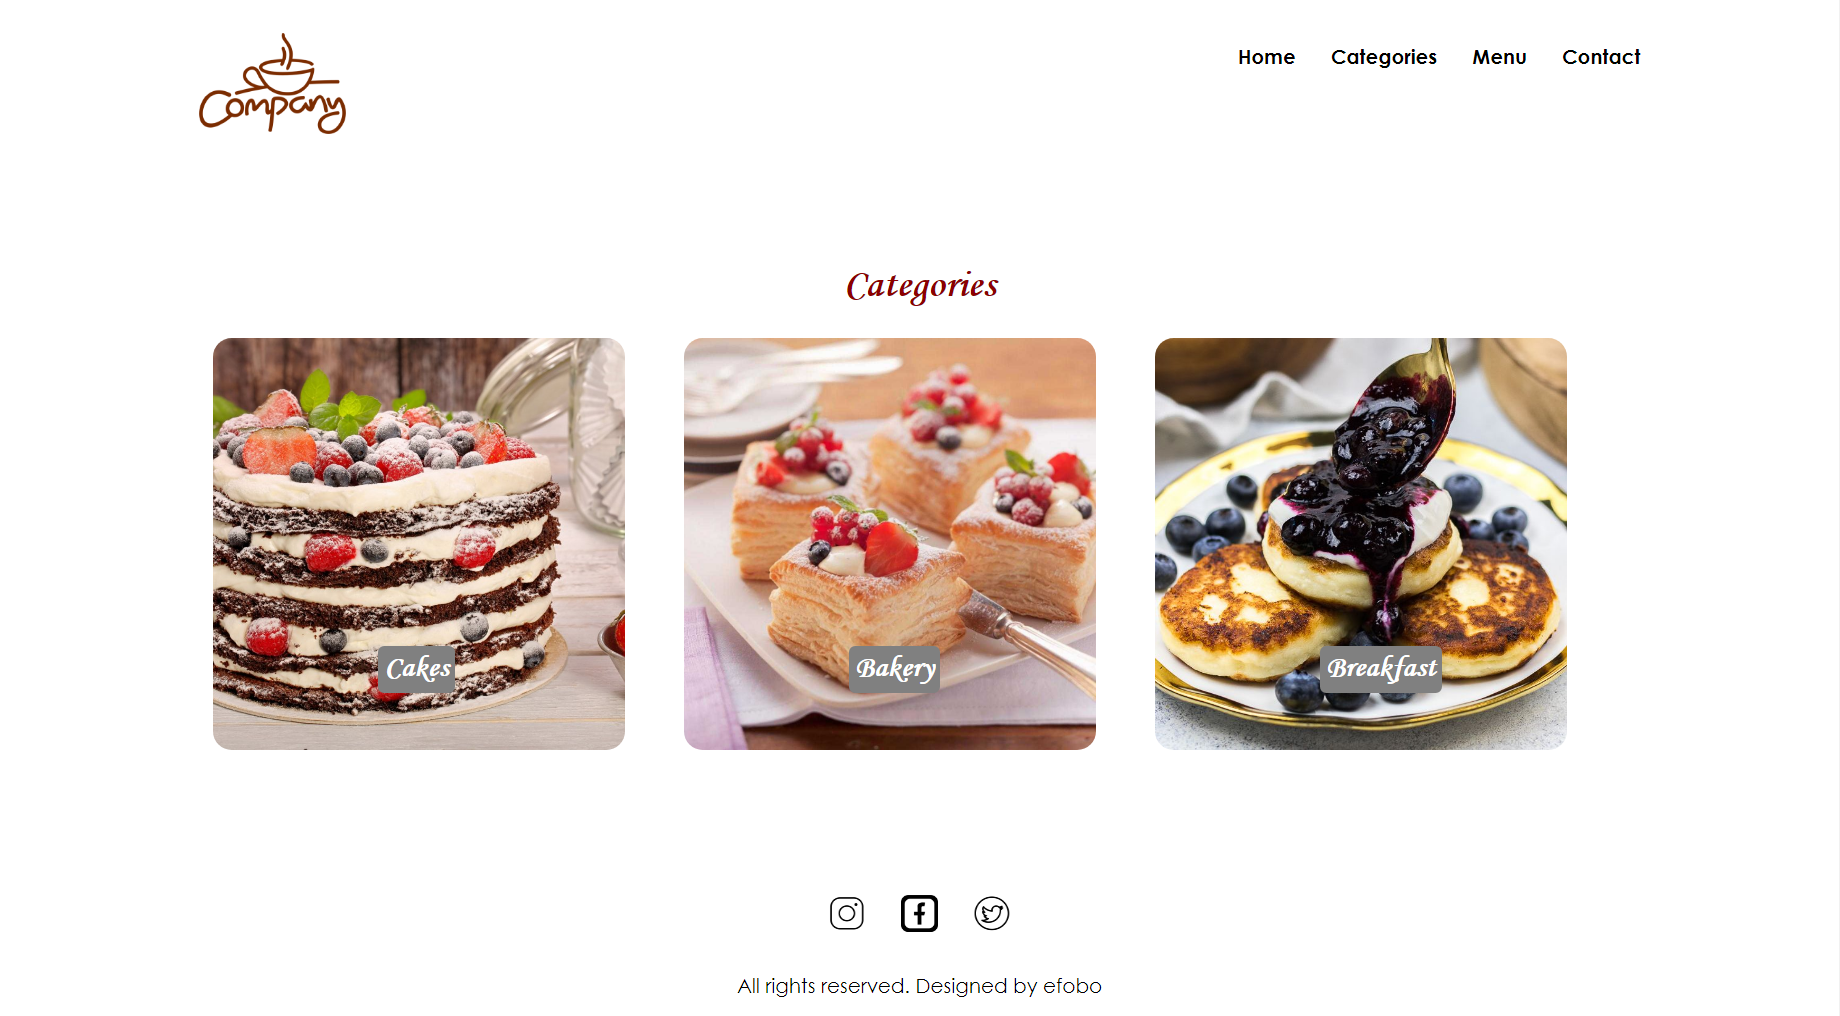 Company
Home Categories Menu Contact
Categories
Cakes
Bakery
Breakfast
All rights reserved. Designed by efobo